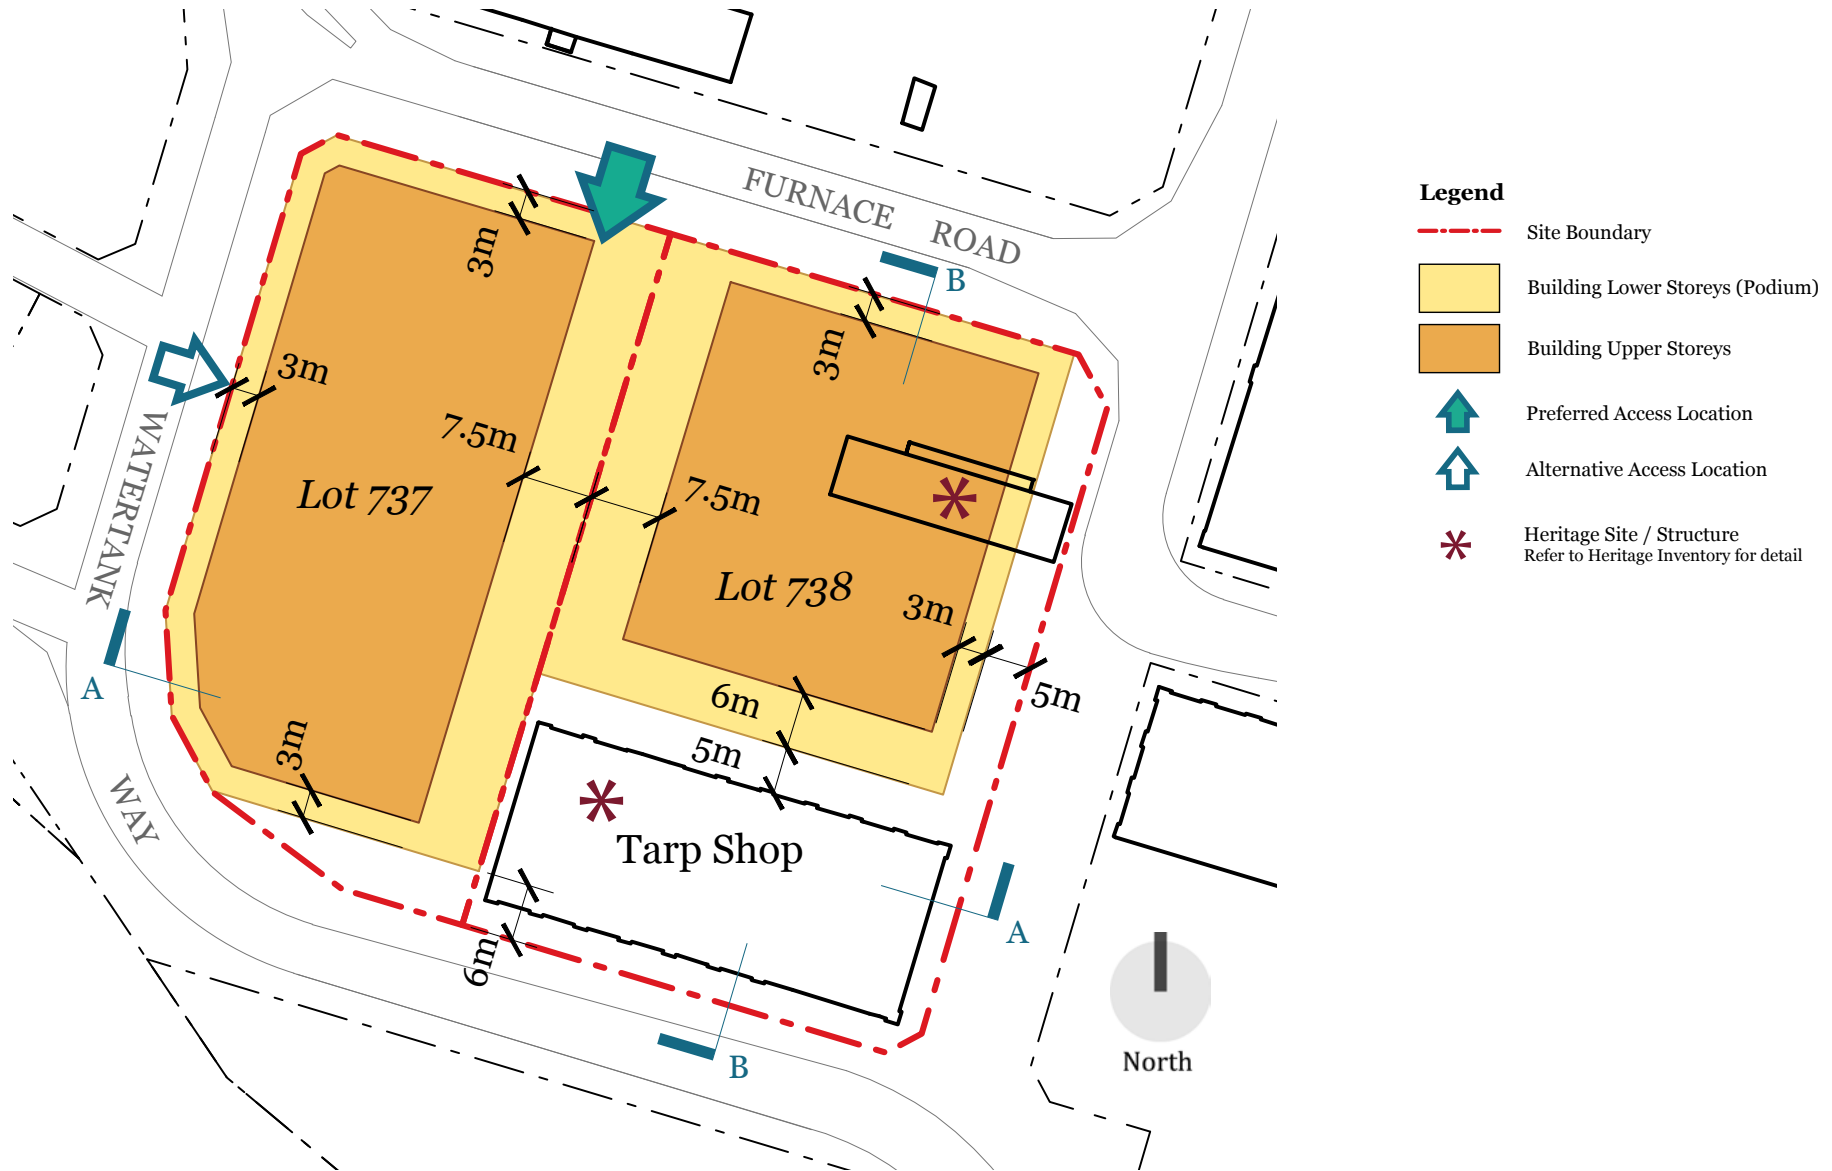 FURNACE ROAD
B
3m
3m
3m
3m
7.5m
WATERTANK
Lot 737
7.5m
Lot 738
3m
A
6m
5m
3m
5m
WAY
Tarp Shop
A
6m
B
North
Legend
Site Boundary
Building Lower Storeys (Podium)
Building Upper Storeys
Preferred Access Location
Alternative Access Location
Heritage Site / Structure
Refer to Heritage Inventory for detail